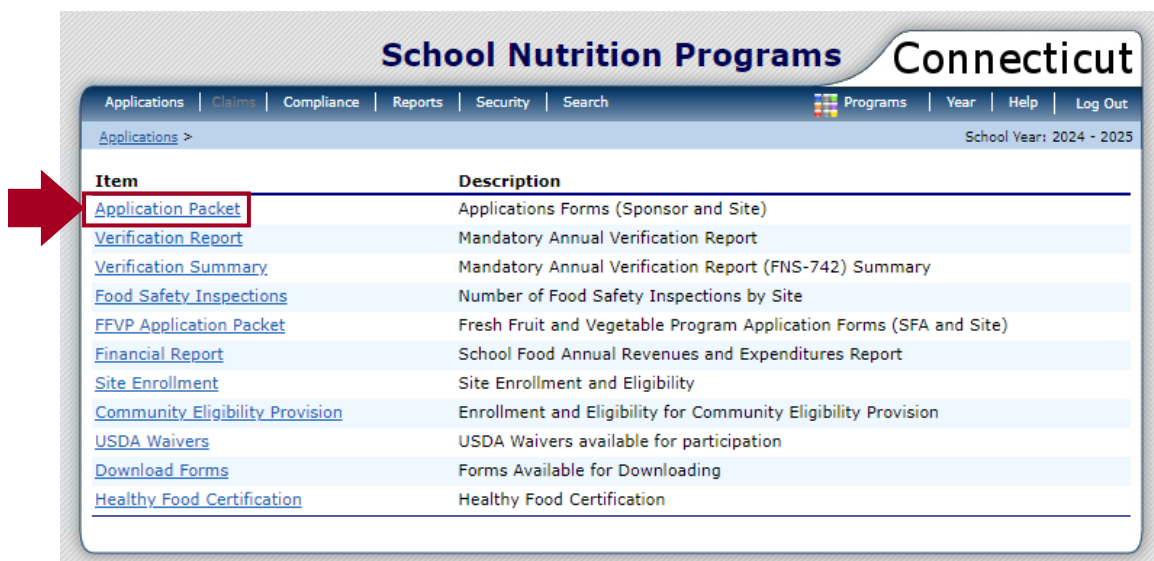 School Nutrition Programs Connecticut
Applications | Claims | Compliance | Reports | Security | Search Programs | Year | Help | Log Out
Applications > School Year: 2024 - 2025
Item Description
Application Packet Applications Forms (Sponsor and Site)
Verification Report Mandatory Annual Verification Report
Verification Summary Mandatory Annual Verification Report (FNS-742) Summary
Food Safety Inspections Number of Food Safety Inspections by Site
FFVP Application Packet Fresh Fruit and Vegetable Program Application Forms (SFA and Site)
Financial Report School Food Annual Revenues and Expenditures Report
Site Enrollment Site Enrollment and Eligibility
Community Eligibility Provision Enrollment and Eligibility for Community Eligibility Provision
USDA Waivers USDA Waivers available for participation
Download Forms Forms Available for Downloading
Healthy Food Certification Healthy Food Certification